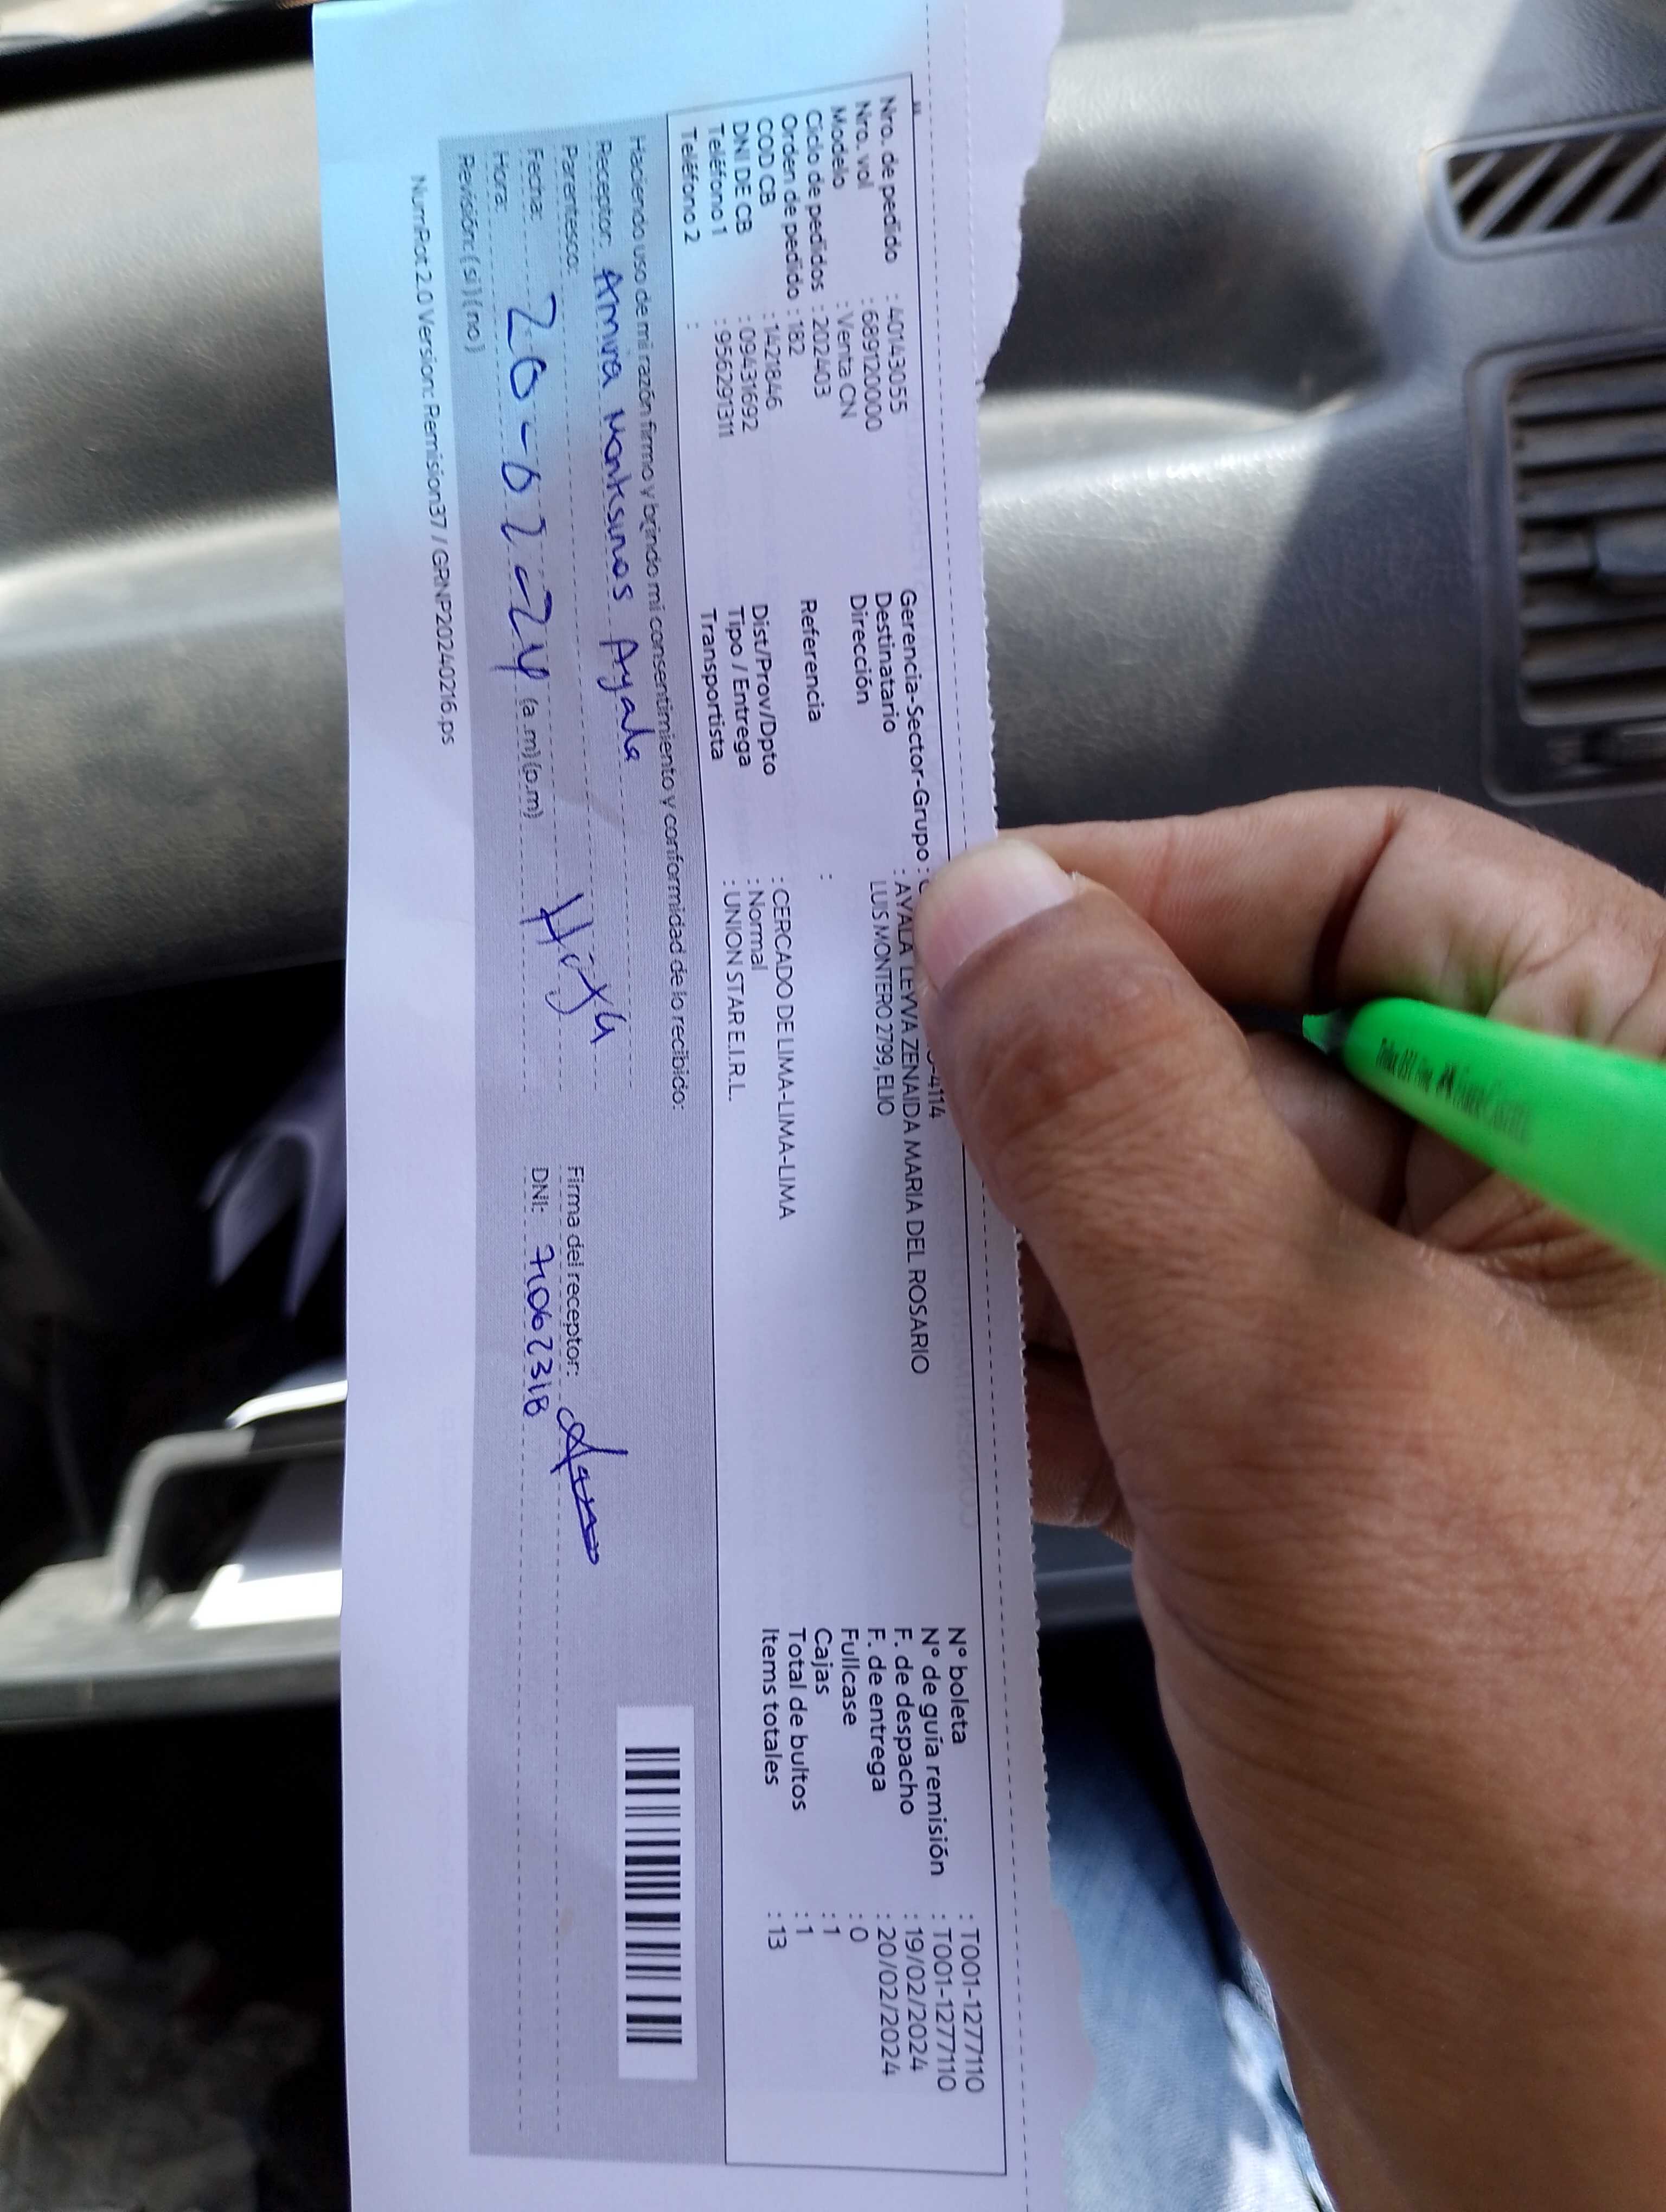 Nro. de pedido : 40143055
Nro. vol : 689120000
Modelo : Venta CN
Ciclo de pedidos : 202403
Orden de pedido : 182
COD CB : 14218446
DNI DE CB : 09431692
Teléfono 1 : 956291311
Teléfono 2 :
Gerencia-Sector-Grupo : 4114
Destinatario : AYALA LEYVA ZENAIDA MARIA DEL ROSARIO
Dirección LUIS MONTERO 2799, ELIO
Referencia :
Dist/Prov/Dpto : CERCADO DE LIMA-LIMA-LIMA
Tipo / Entrega : Normal
Transportista : UNION STAR E.I.R.L.
N° boleta : T001-1277110
N° de guía remisión : T001-1277110
F. de despacho : 19/02/2024
F. de entrega : 20/02/2024
Fullcase : 0
Cajas : 1
Total de bultos : 1
Items totales : 13
Haciendo uso de mi razón firmo y brindo mi consentimiento y conformidad de lo recibido:
Receptor: Amira Montesinos Ayala
Parentesco: Firma del receptor:
Fecha: 20-02-24
Hora: (a.m) (p.m) DNI: 71062318
Revisión: ( si ) ( no )
NumRot 2.0 Version: Remision37 / GRNP20240216.ps